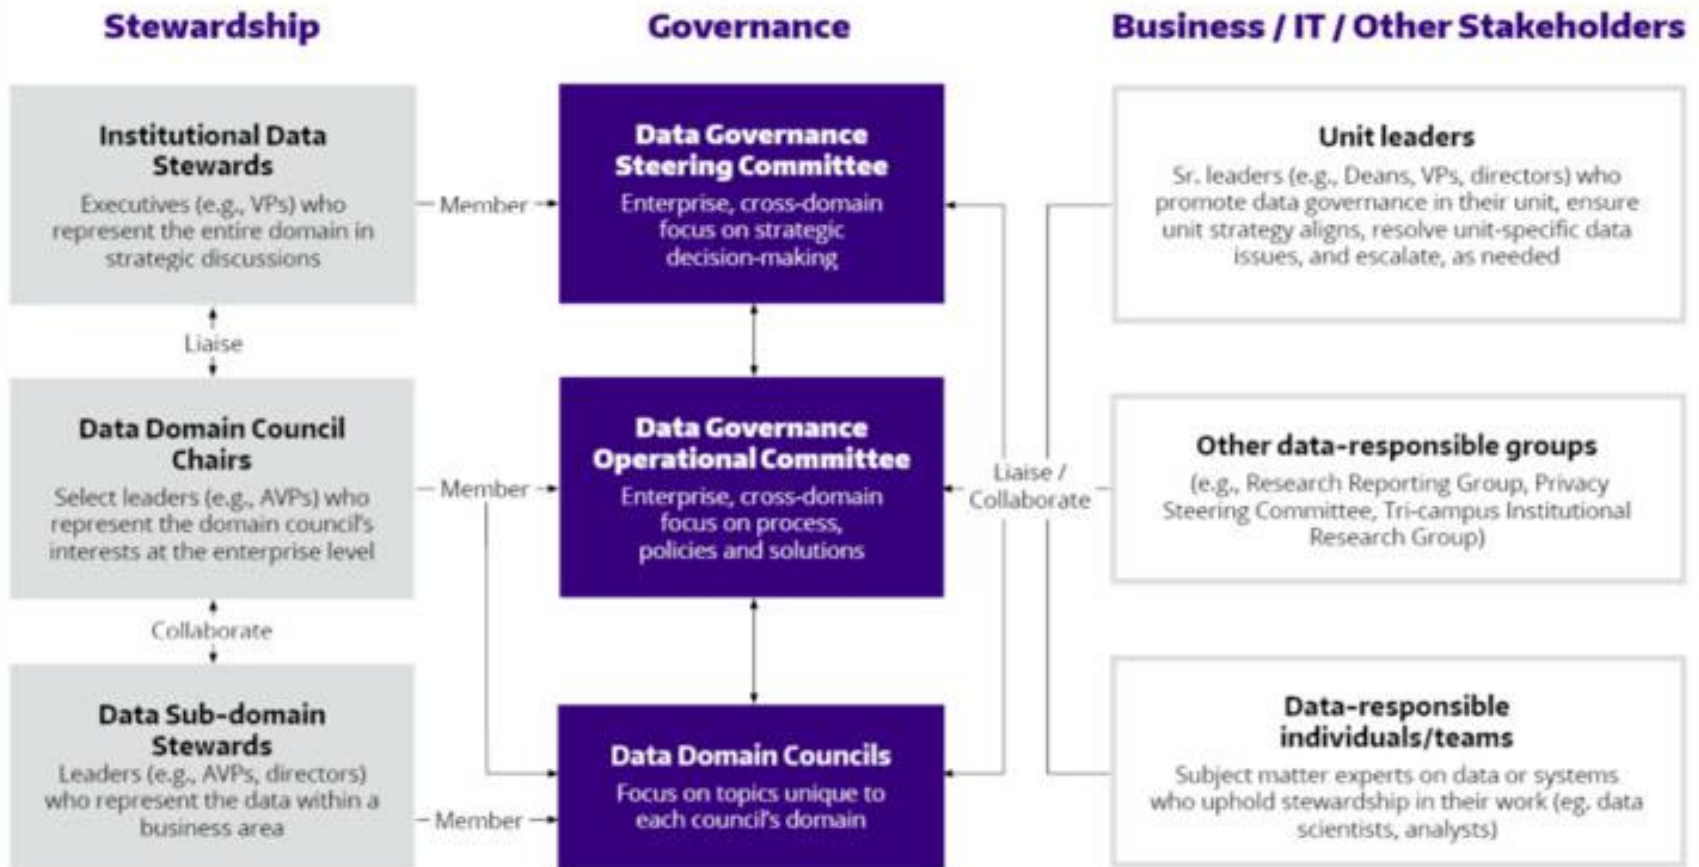 Stewardship
Governance
Business / IT / Other Stakeholders
Institutional Data
Stewards
Executives (e.g., VPs) who
represent the entire domain in
strategic discussions
Member
Data Governance
Steering Committee
Enterprise, cross-domain
focus on strategic
decision-making
Unit leaders
Sr. leaders (e.g., Deans, VPs, directors) who
promote data governance in their unit, ensure
unit strategy aligns, resolve unit-specific data
issues, and escalate, as needed
Liaise
Data Domain Council
Chairs
Select leaders (e.g., AVPs) who
represent the domain council's
interests at the enterprise level
Member
Data Governance
Operational Committee
Enterprise, cross-domain
focus on process,
policies and solutions
Liaise /
Collaborate
Other data-responsible groups
(e.g., Research Reporting Group, Privacy
Steering Committee, Tri-campus Institutional
Research Group)
Collaborate
Data Sub-domain
Stewards
Leaders (e.g., AVPs, directors)
who represent the data within a
business area
Member
Data Domain Councils
Focus on topics unique to
each council's domain
Data-responsible
individuals/teams
Subject matter experts on data or systems
who uphold stewardship in their work (eg. data
scientists, analysts)